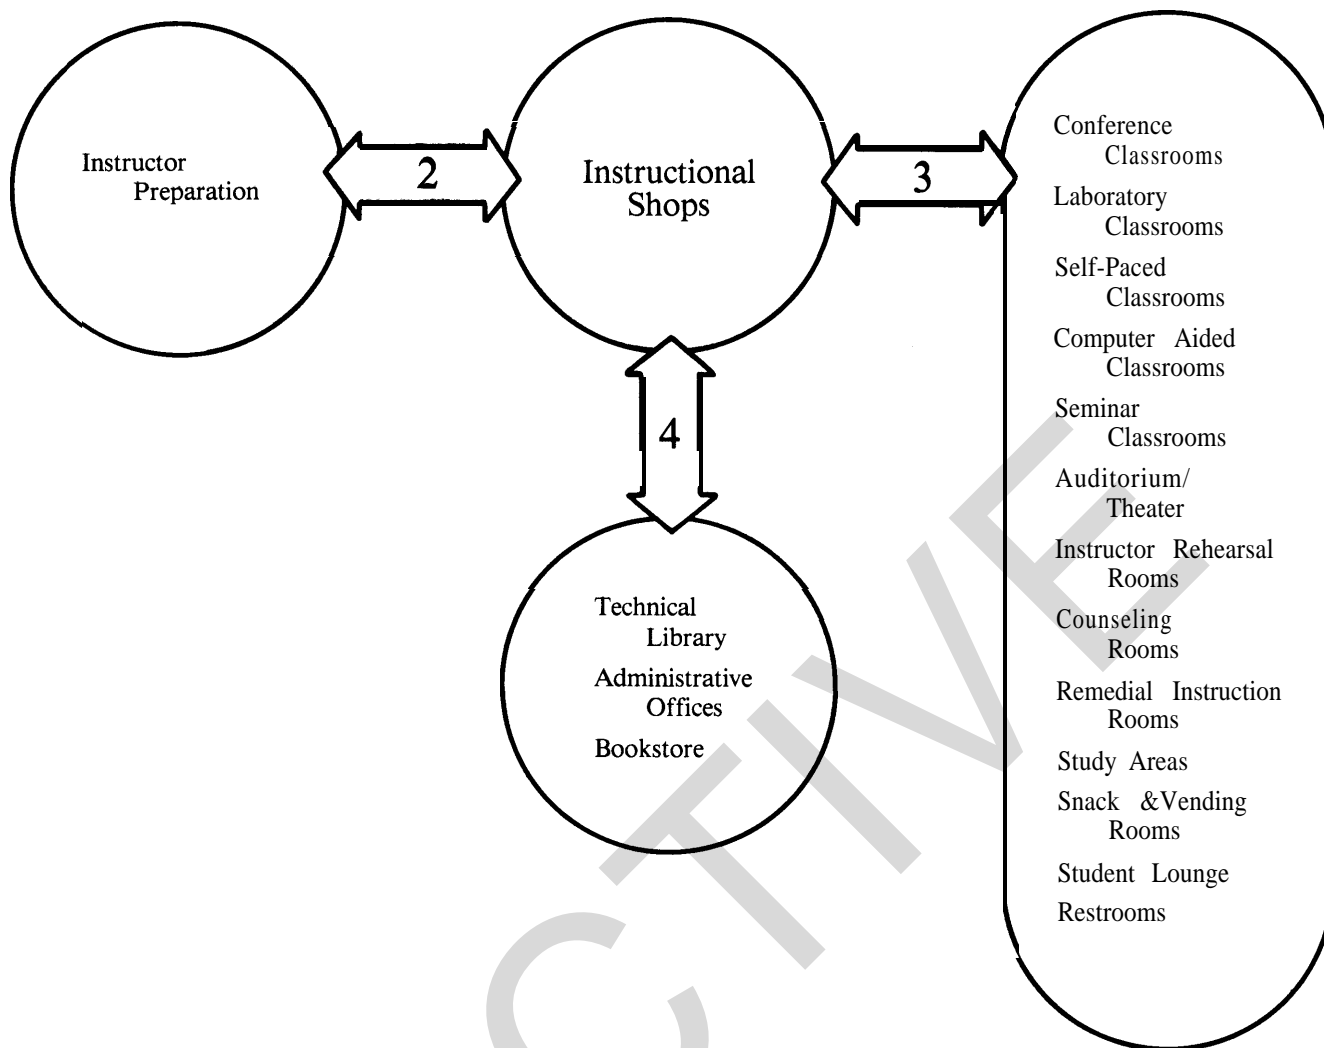 Instructor
Preparation
2
Instructional
Shops
3
Conference
Classrooms
Laboratory
Classrooms
Self-Paced
Classrooms
Computer Aided
Classrooms
Seminar
Classrooms
Auditorium/
Theater
Instructor Rehearsal
Rooms
Counseling
Rooms
Remedial Instruction
Rooms
Study Areas
Snack &Vending
Rooms
Student Lounge
Restrooms
4
Technical
Library
Administrative
Offices
Bookstore
CTIVE